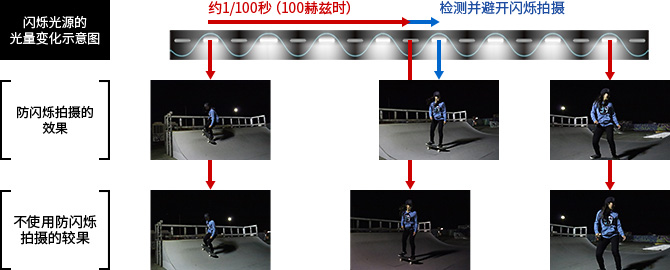 闪烁光源的
光量变化示意图
约1/100秒（100赫兹时）
检测并避开闪烁拍摄
防闪烁拍摄的
效果
不使用防闪烁
拍摄的较果